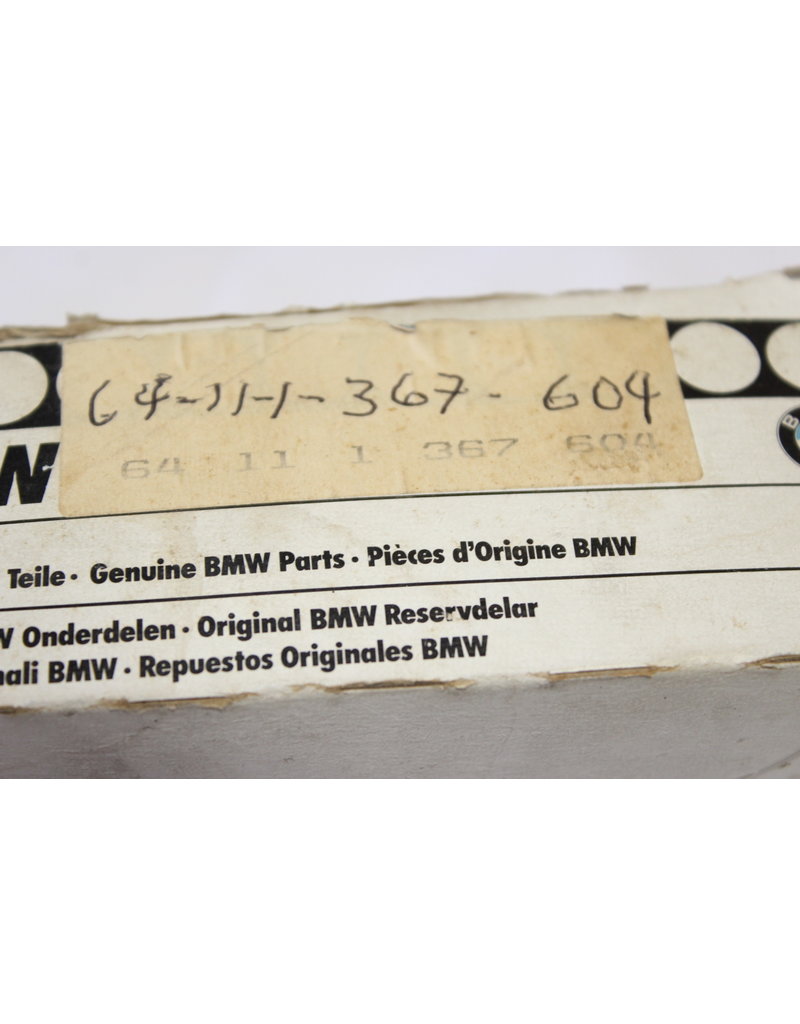 64-11-1-367-604
64 11 1 367 604
W
Teile · Genuine BMW Parts · Pièces d'Origine BMW
W Onderdelen · Original BMW Reservdelar
nali BMW · Repuestos Originales BMW
B